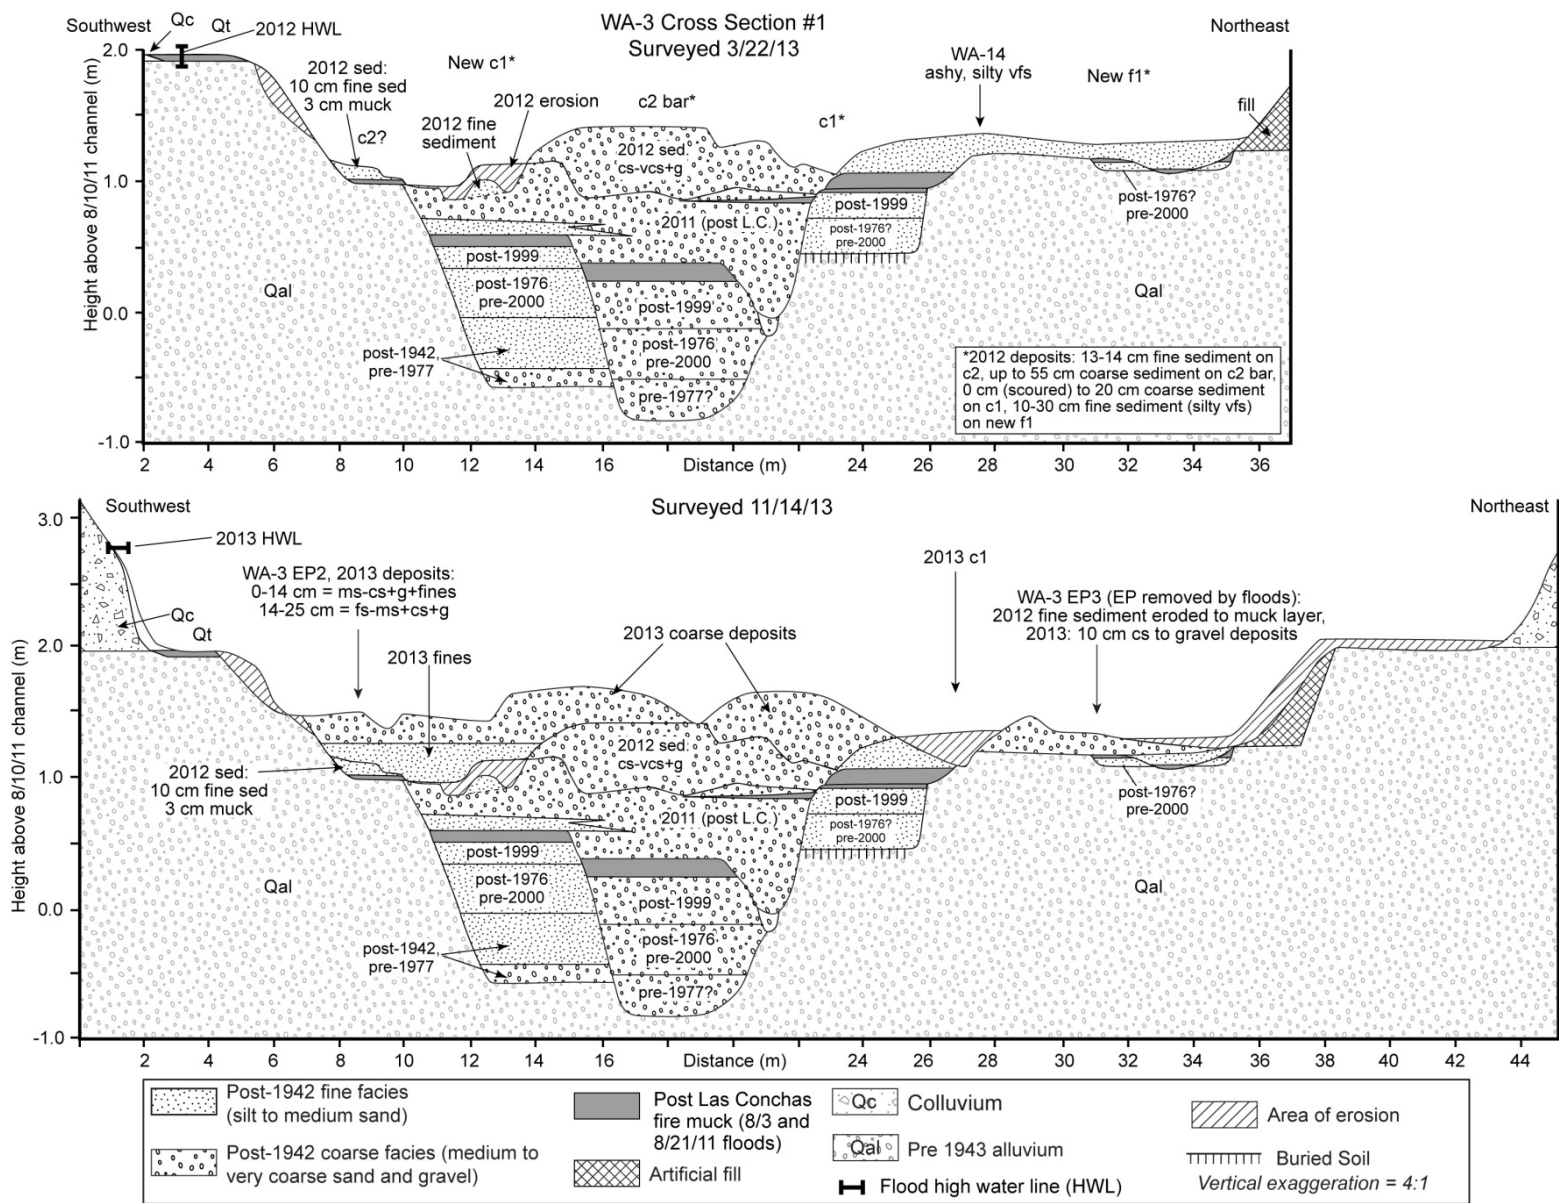 WA-3 Cross Section #1
Surveyed 3/22/13
Southwest
Northeast
Qc
Qt
2012 HWL
2012 sed:
10 cm fine sed
3 cm muck
c2?
New c1*
2012 erosion
2012 fine
sediment
c2 bar*
c1*
WA-14
ashy, silty vfs
New f1*
fill
2012 sed:
cs-vcs+g
2011 (post L.C.)
post-1999
post-1976
pre-2000
post-1942,
pre-1977
post-1999
post-1976
pre-2000
pre-1977?
post-1999
post-1976?
pre-2000
post-1976?
pre-2000
Qal
Qal
*2012 deposits: 13-14 cm fine sediment on
c2, up to 55 cm coarse sediment on c2 bar,
0 cm (scoured) to 20 cm coarse sediment
on c1, 10-30 cm fine sediment (silty vfs)
on new f1
Height above 8/10/11 channel (m)
2.0
1.0
0.0
-1.0
2 4 6 8 10 12 14 16 Distance (m) 22 24 26 28 30 32 34 36
Surveyed 11/14/13
Southwest
Northeast
2013 HWL
Qc
Qt
WA-3 EP2, 2013 deposits:
0-14 cm = ms-cs+g+fines
14-25 cm = fs-ms+cs+g
2013 fines
2013 coarse deposits
2013 c1
WA-3 EP3 (EP removed by floods):
2012 fine sediment eroded to muck layer,
2013: 10 cm cs to gravel deposits
2012 sed:
10 cm fine sed
3 cm muck
2012 sed:
cs-vcs+g
2011 (post L.C.)
post-1999
post-1976
pre-2000
post-1942,
pre-1977
post-1999
post-1976
pre-2000
pre-1977?
post-1999
post-1976?
pre-2000
post-1976?
pre-2000
Qal
Qal
Height above 8/10/11 channel (m)
3.0
2.0
1.0
0.0
-1.0
2 4 6 8 10 12 14 16 Distance (m) 22 24 26 28 30 32 34 36 38 40 42 44
Post-1942 fine facies
(silt to medium sand)
Post-1942 coarse facies (medium to
very coarse sand and gravel)
Post Las Conchas
fire muck (8/3 and
8/21/11 floods)
Artificial fill
Qc Colluvium
Qal Pre 1943 alluvium
Flood high water line (HWL)
Area of erosion
Buried Soil
Vertical exaggeration = 4:1